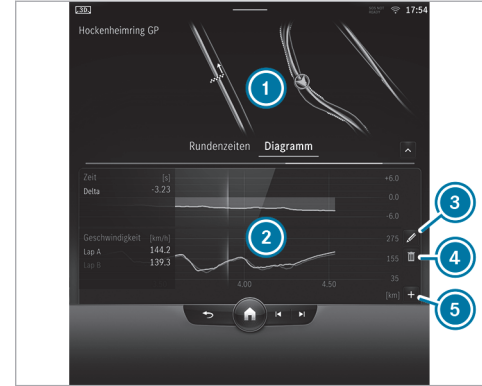 3D
17:54
Hockenheimring GP
1
Rundenzeiten Diagramm
Zeit [s]
Delta -3.23
+6.0
0.0
-6.0
3
Geschwindigkeit [km/h]
Lap A 144.2
Lap B 139.3
2
275
155
35
4
4.00 4.50 [km]
5